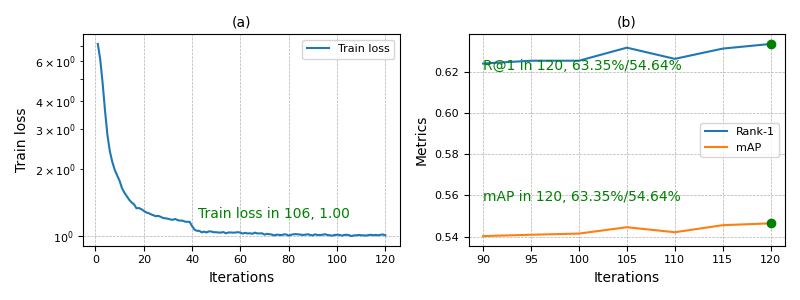 (a)
Train loss
6 × 10⁰
4 × 10⁰
3 × 10⁰
2 × 10⁰
10⁰
Train loss
Train loss in 106, 1.00
0 20 40 60 80 100 120
Iterations
(b)
Metrics
0.62
0.60
0.58
0.56
0.54
R@1 in 120, 63.35%/54.64%
Rank-1
mAP
mAP in 120, 63.35%/54.64%
90 95 100 105 110 115 120
Iterations